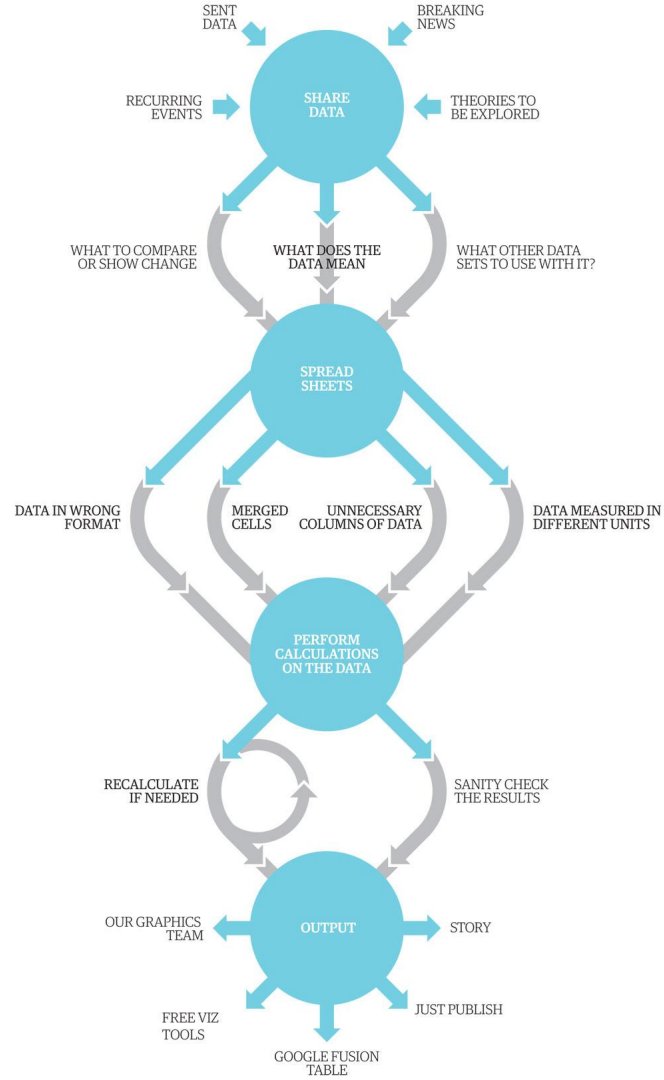 SENT
DATA
BREAKING
NEWS
RECURRING
EVENTS
SHARE
DATA
THEORIES TO
BE EXPLORED
WHAT TO COMPARE
OR SHOW CHANGE
WHAT DOES THE
DATA MEAN
WHAT OTHER DATA
SETS TO USE WITH IT?
SPREAD
SHEETS
DATA IN WRONG
FORMAT
MERGED
CELLS
UNNECESSARY
COLUMNS OF DATA
DATA MEASURED IN
DIFFERENT UNITS
PERFORM
CALCULATIONS
ON THE DATA
RECALCULATE
IF NEEDED
SANITY CHECK
THE RESULTS
OUR GRAPHICS
TEAM
OUTPUT
STORY
FREE VIZ
TOOLS
JUST PUBLISH
GOOGLE FUSION
TABLE